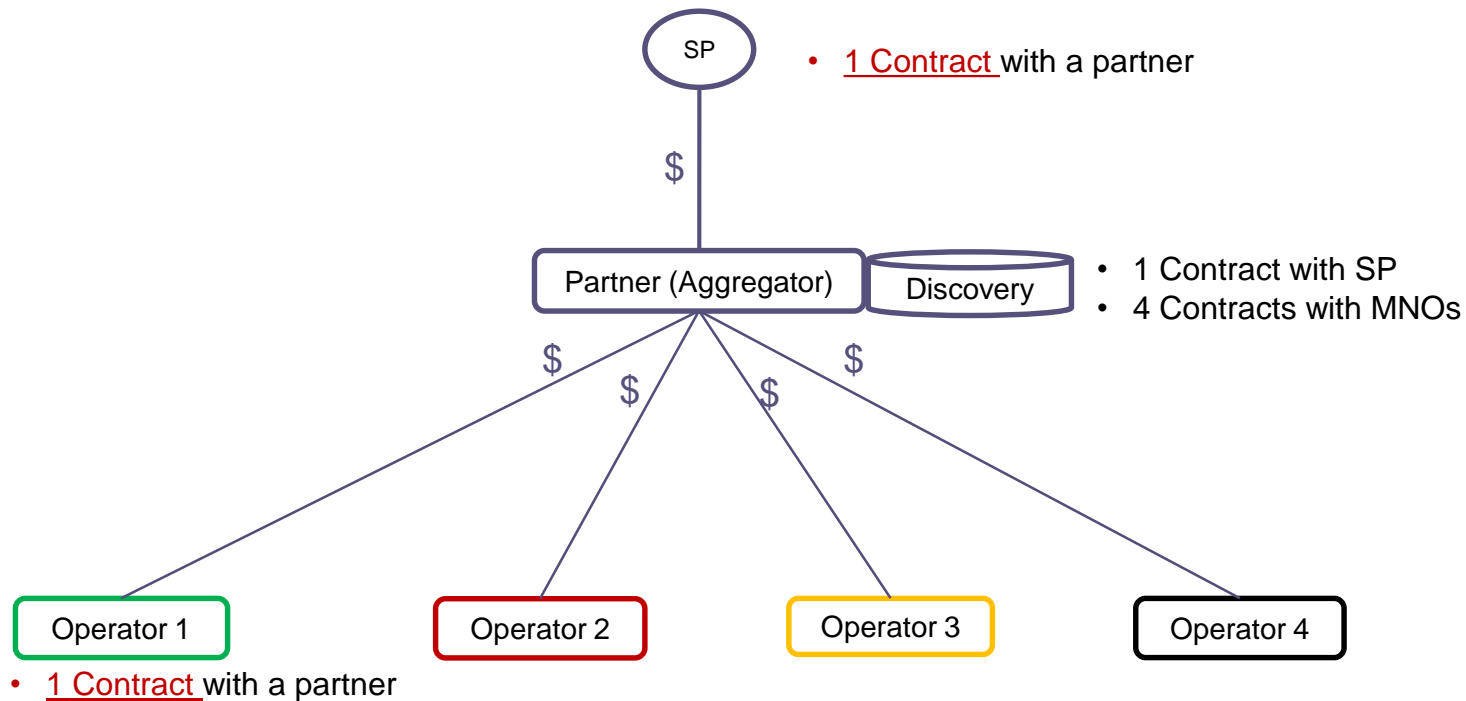 SP
• 1 Contract with a partner
$
Partner (Aggregator)
Discovery
• 1 Contract with SP
• 4 Contracts with MNOs
$
$
$
$
Operator 1
Operator 2
Operator 3
Operator 4
• 1 Contract with a partner